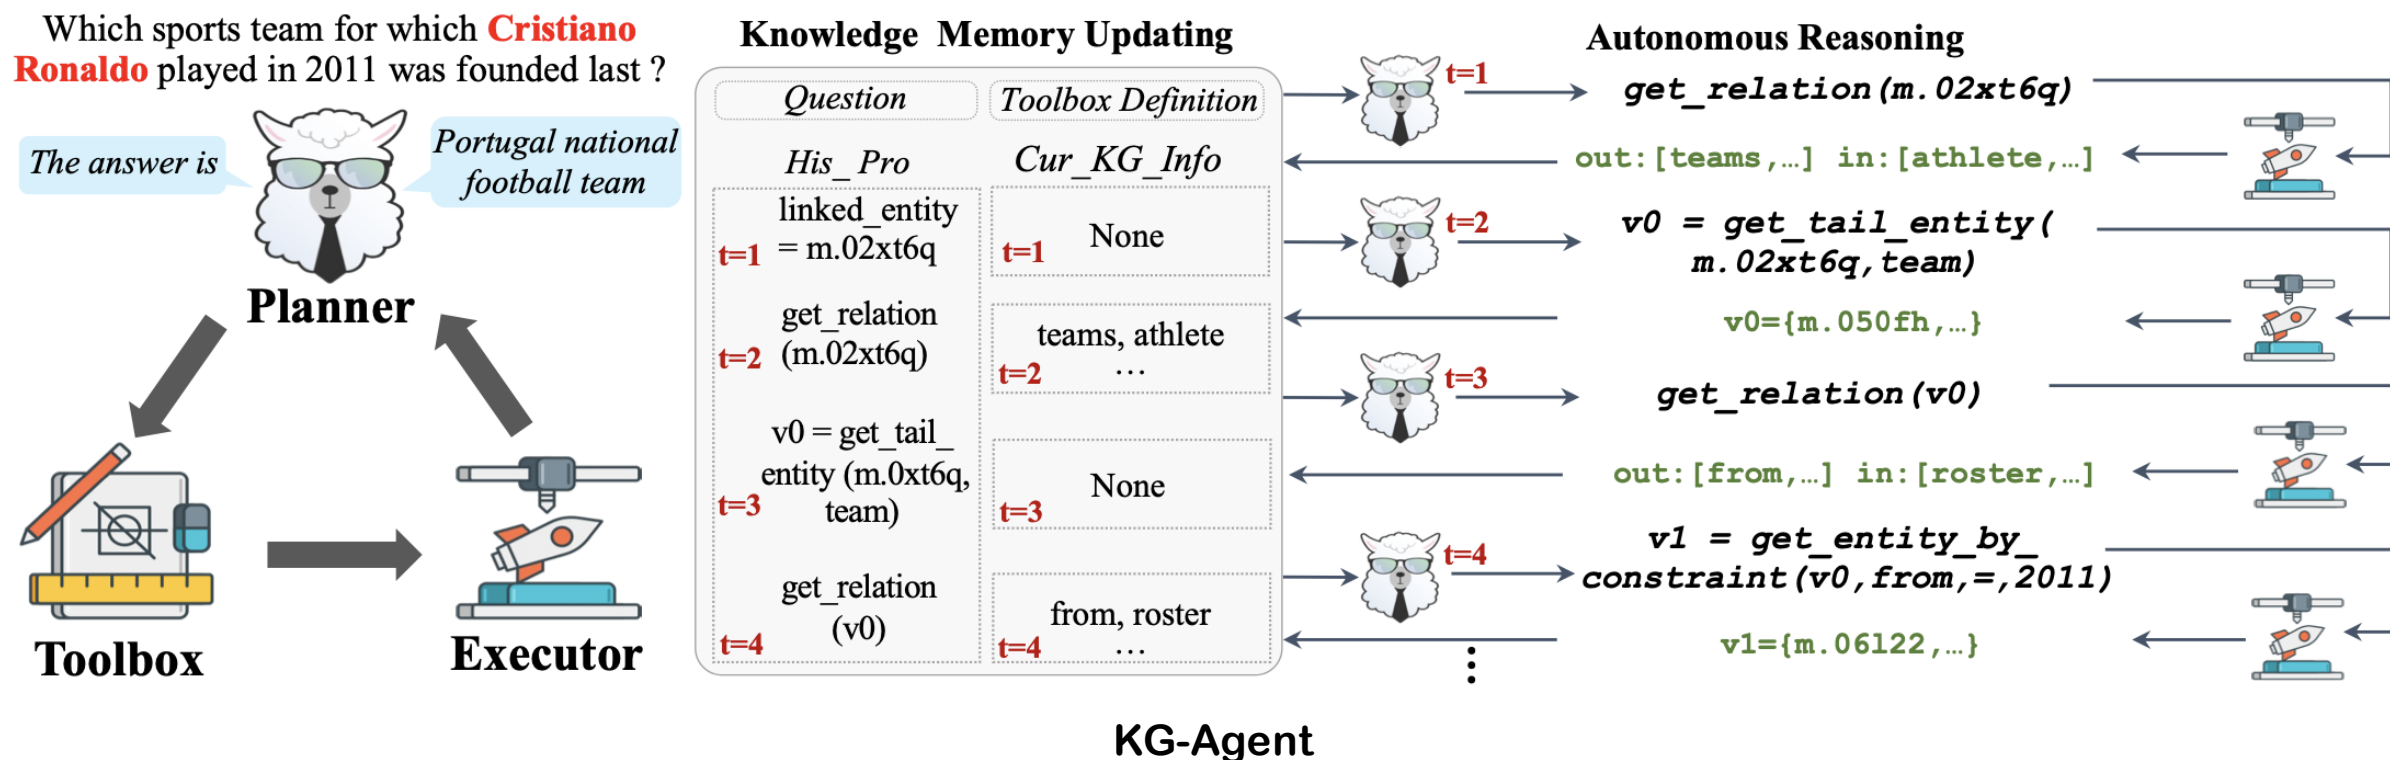 Which sports team for which Cristiano
Ronaldo played in 2011 was founded last ?
The answer is
Portugal national
football team
Planner
Toolbox
Executor
Knowledge Memory Updating
Question
Toolbox Definition
His_ Pro
Cur_KG_Info
linked_entity
t=1 = m.02xt6q
None
t=1
get_relation
t=2 (m.02xt6q)
teams, athlete
t=2 ...
v0 = get_tail_
entity (m.0xt6q,
t=3 team)
None
t=3
get_relation
(v0)
t=4
from, roster
t=4 ...
Autonomous Reasoning
t=1
get_relation(m.02xt6q)
out:[teams,…] in:[athlete,…]
t=2
v0 = get_tail_entity(
m.02xt6q,team)
v0={m.050fh,…}
t=3
get_relation(v0)
out:[from,…] in:[roster,…]
t=4
v1 = get_entity_by_
constraint(v0,from,=,2011)
v1={m.06l22,…}
KG-Agent